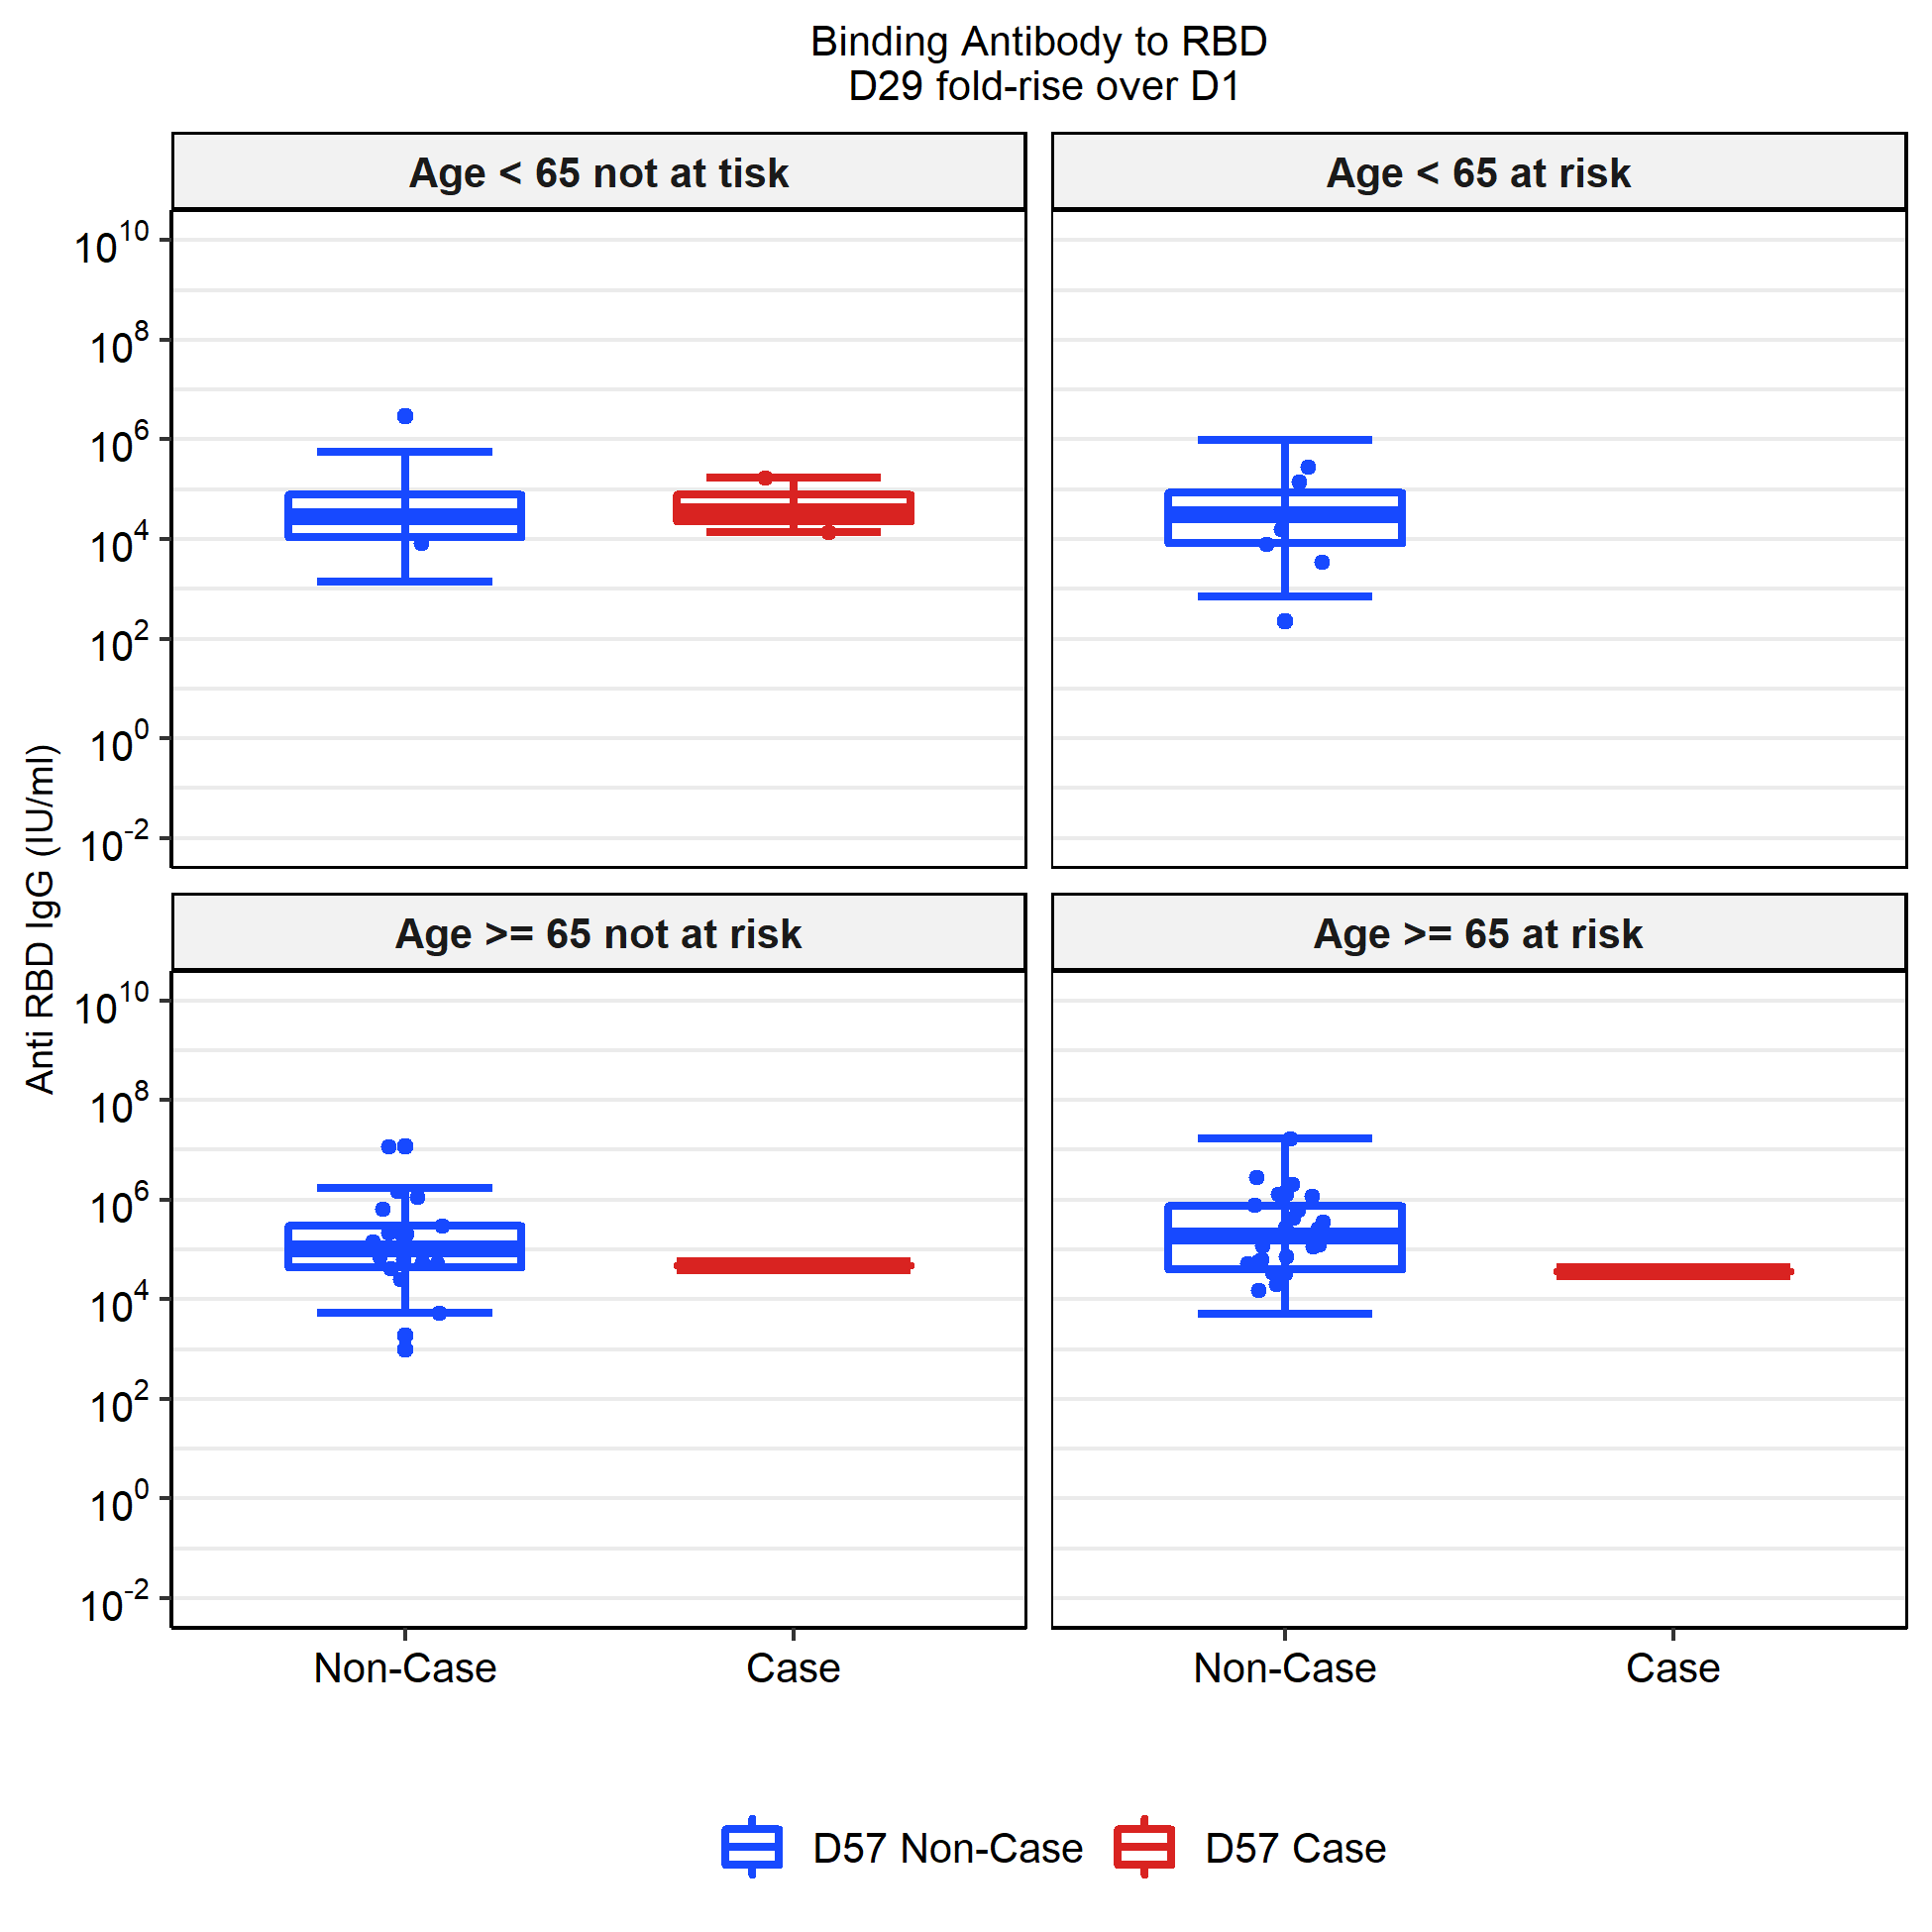 Binding Antibody to RBD
D29 fold-rise over D1
Age < 65 not at tisk
Age < 65 at risk
10^10
10^8
10^6
10^4
10^2
10^0
10^-2
Anti RBD IgG (IU/ml)
Age >= 65 not at risk
Age >= 65 at risk
10^10
10^8
10^6
10^4
10^2
10^0
10^-2
Non-Case Case Non-Case Case
D57 Non-Case D57 Case